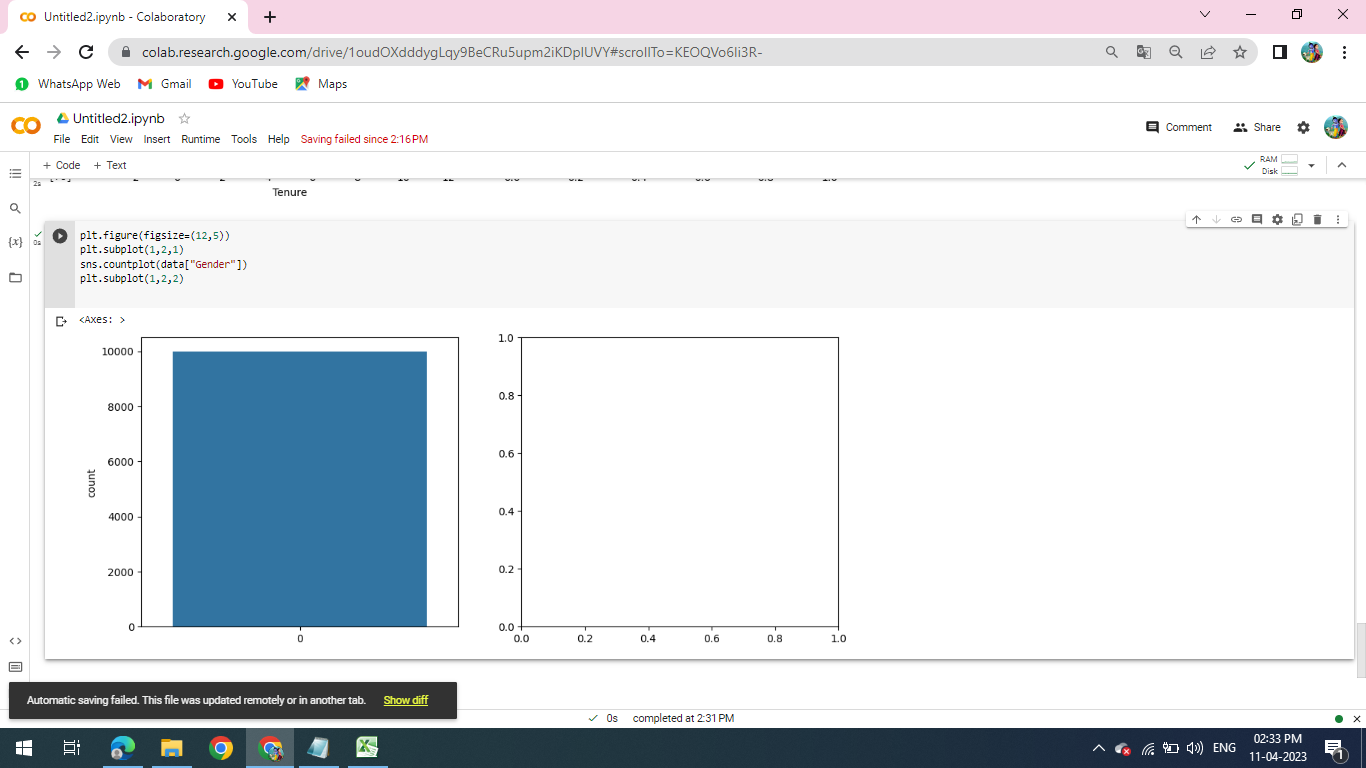 Untitled2.ipynb - Colaboratory
colab.research.google.com/drive/1oudOXdddygLqy9BeCRu5upm2iKDpIUVY#scrollTo=KEOQVo6Ii3R-
1 WhatsApp Web Gmail YouTube Maps
Untitled2.ipynb
File Edit View Insert Runtime Tools Help Saving failed since 2:16 PM
Comment Share
+ Code + Text
RAM
Disk
2s
Tenure
{x}
0s
plt.figure(figsize=(12,5))
plt.subplot(1,2,1)
sns.countplot(data["Gender"])
plt.subplot(1,2,2)
<Axes: >
10000
8000
6000
4000
2000
0
count
0
1.0
0.8
0.6
0.4
0.2
0.0
0.0 0.2 0.4 0.6 0.8 1.0
Automatic saving failed. This file was updated remotely or in another tab. Show diff
0s completed at 2:31 PM
ENG
02:33 PM
11-04-2023
1